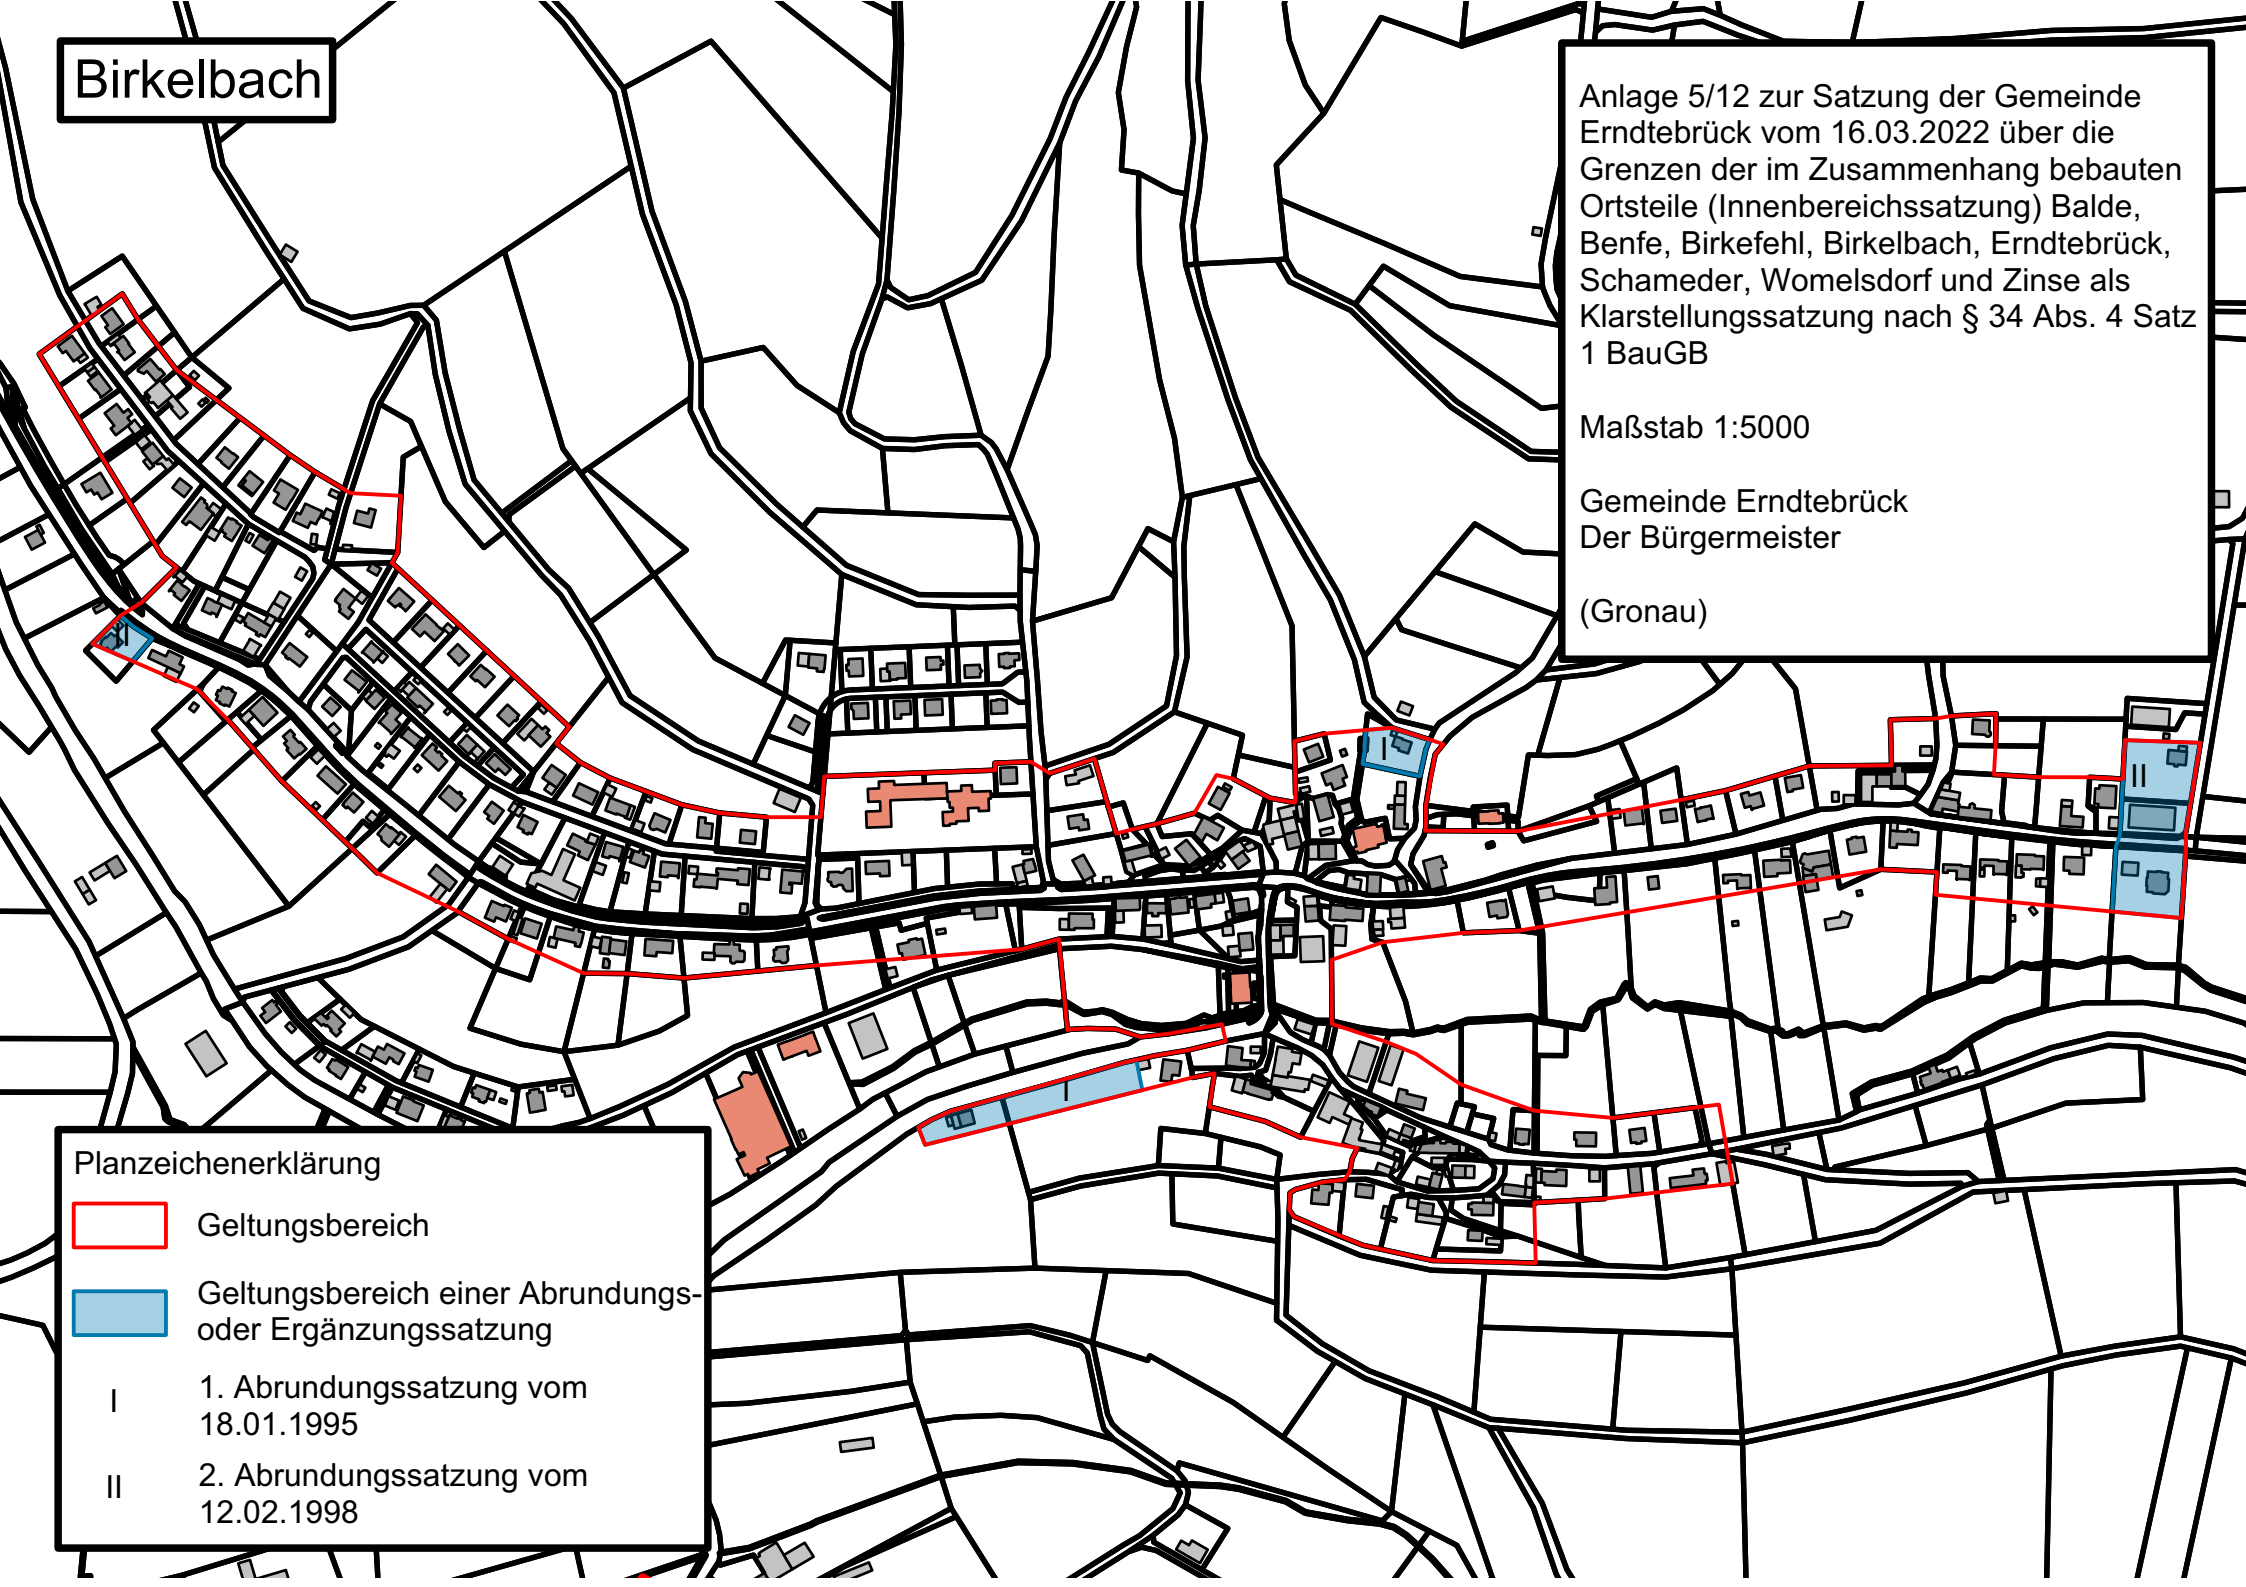 Birkelbach
Anlage 5/12 zur Satzung der Gemeinde
Erndtebrück vom 16.03.2022 über die
Grenzen der im Zusammenhang bebauten
Ortsteile (Innenbereichssatzung) Balde,
Benfe, Birkefehl, Birkelbach, Erndtebrück,
Schameder, Womelsdorf und Zinse als
Klarstellungssatzung nach § 34 Abs. 4 Satz
1 BauGB
Maßstab 1:5000
Gemeinde Erndtebrück
Der Bürgermeister
(Gronau)
II
I
II
I
Planzeichenerklärung
Geltungsbereich
Geltungsbereich einer Abrundungs-
oder Ergänzungssatzung
I 1. Abrundungssatzung vom
18.01.1995
II 2. Abrundungssatzung vom
12.02.1998